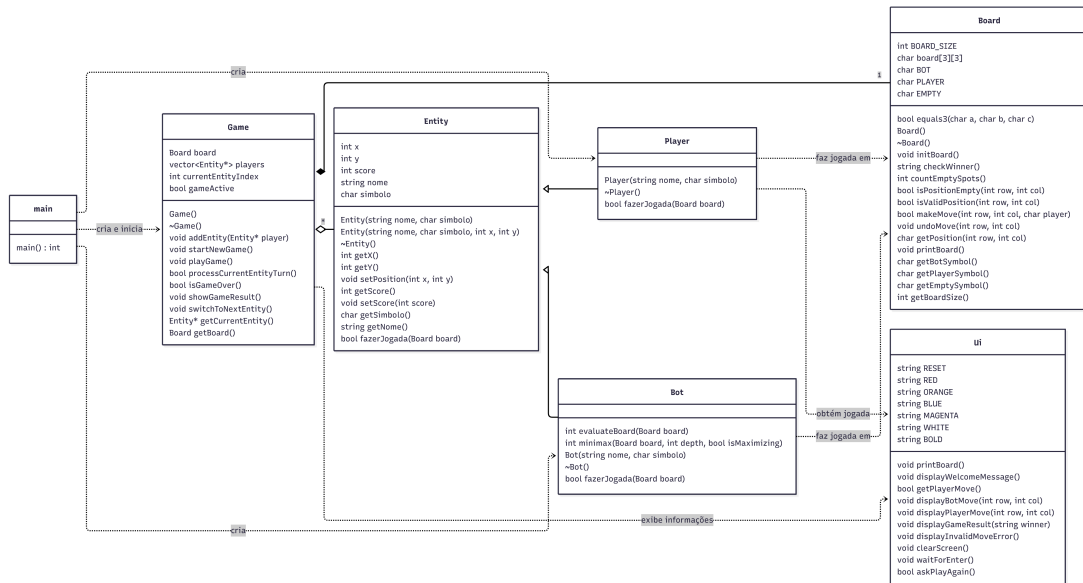 main
main() : int
cria
cria e inicia
cria
Game
Board board
vector<Entity*> players
int currentEntityIndex
bool gameActive
Game()
~Game()
void addEntity(Entity* player)
void startNewGame()
void playGame()
bool processCurrentEntityTurn()
bool isGameOver()
void showGameResult()
void switchToNextEntity()
Entity* getCurrentEntity()
Board getBoard()
*
Entity
int x
int y
int score
string nome
char simbolo
Entity(string nome, char simbolo)
Entity(string nome, char simbolo, int x, int y)
~Entity()
int getX()
int getY()
void setPosition(int x, int y)
int getScore()
void setScore(int score)
char getSimbolo()
string getNome()
bool fazerJogada(Board board)
Player
Player(string nome, char simbolo)
~Player()
bool fazerJogada(Board board)
Bot
int evaluateBoard(Board board)
int minimax(Board board, int depth, bool isMaximizing)
Bot(string nome, char simbolo)
~Bot()
bool fazerJogada(Board board)
faz jogada em
obtém jogada
faz jogada em
exibe informações
1
Board
int BOARD_SIZE
char board[3][3]
char BOT
char PLAYER
char EMPTY
bool equals3(char a, char b, char c)
Board()
~Board()
void initBoard()
string checkWinner()
int countEmptySpots()
bool isPositionEmpty(int row, int col)
bool isValidPosition(int row, int col)
bool makeMove(int row, int col, char player)
void undoMove(int row, int col)
char getPosition(int row, int col)
void printBoard()
char getBotSymbol()
char getPlayerSymbol()
char getEmptySymbol()
int getBoardSize()
Ui
string RESET
string RED
string ORANGE
string BLUE
string MAGENTA
string WHITE
string BOLD
void printBoard()
void displayWelcomeMessage()
bool getPlayerMove()
void displayBotMove(int row, int col)
void displayPlayerMove(int row, int col)
void displayGameResult(string winner)
void displayInvalidMoveError()
void clearScreen()
void waitForEnter()
bool askPlayAgain()